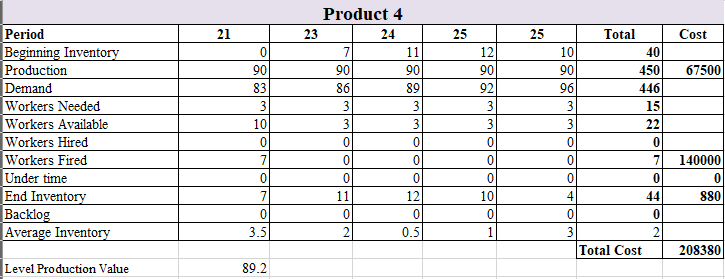 Product 4
Period 21 23 24 25 25 Total Cost
Beginning Inventory 0 7 11 12 10 40
Production 90 90 90 90 90 450 67500
Demand 83 86 89 92 96 446
Workers Needed 3 3 3 3 3 15
Workers Available 10 3 3 3 3 22
Workers Hired 0 0 0 0 0 0
Workers Fired 7 0 0 0 0 7 140000
Under time 0 0 0 0 0 0 0
End Inventory 7 11 12 10 4 44 880
Backlog 0 0 0 0 0 0
Average Inventory 3.5 2 0.5 1 3 2
Total Cost 208380
Level Production Value 89.2